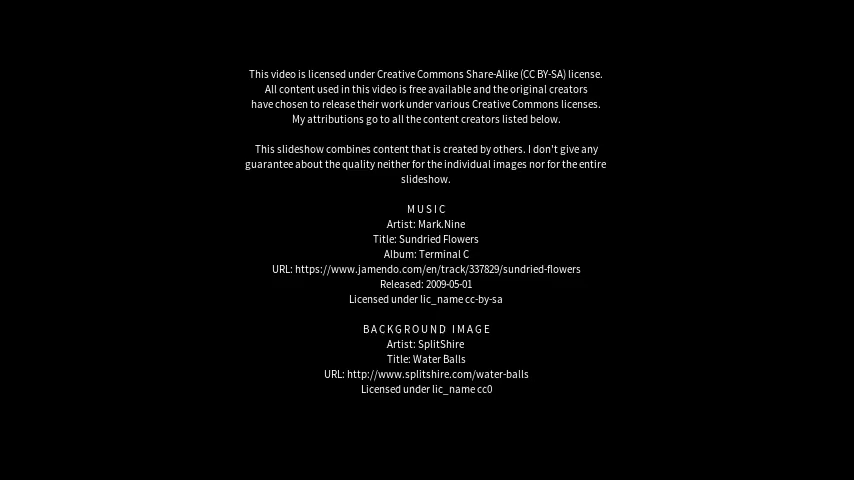 This video is licensed under Creative Commons Share-Alike (CC BY-SA) license.
All content used in this video is free available and the original creators
have chosen to release their work under various Creative Commons licenses.
My attributions go to all the content creators listed below.
This slideshow combines content that is created by others. I don't give any
guarantee about the quality neither for the individual images nor for the entire
slideshow.
MUSIC
Artist: Mark.Nine
Title: Sundried Flowers
Album: Terminal C
URL: https://www.jamendo.com/en/track/337829/sundried-flowers
Released: 2009-05-01
Licensed under lic_name cc-by-sa
BACKGROUND IMAGE
Artist: SplitShire
Title: Water Balls
URL: http://www.splitshire.com/water-balls
Licensed under lic_name cc0